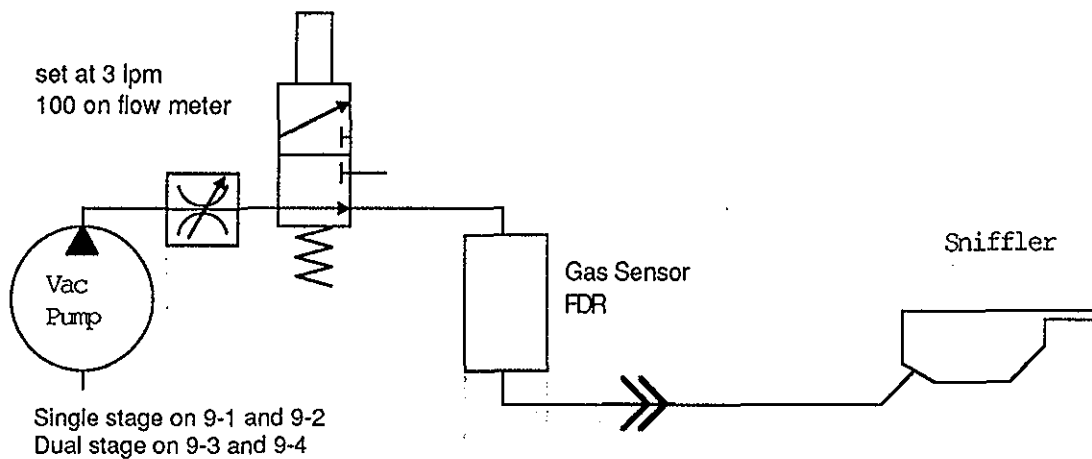 set at 3 lpm
100 on flow meter
Vac
Pump
Gas Sensor
FDR
Sniffler
Single stage on 9-1 and 9-2
Dual stage on 9-3 and 9-4